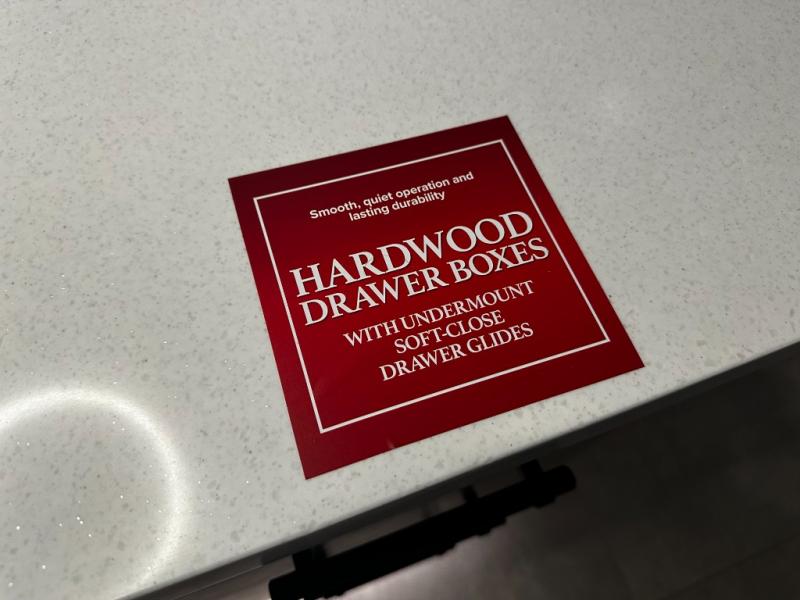 Smooth, quiet operation and
lasting durability
HARDWOOD
DRAWER BOXES
WITH UNDERMOUNT
SOFT-CLOSE
DRAWER GLIDES